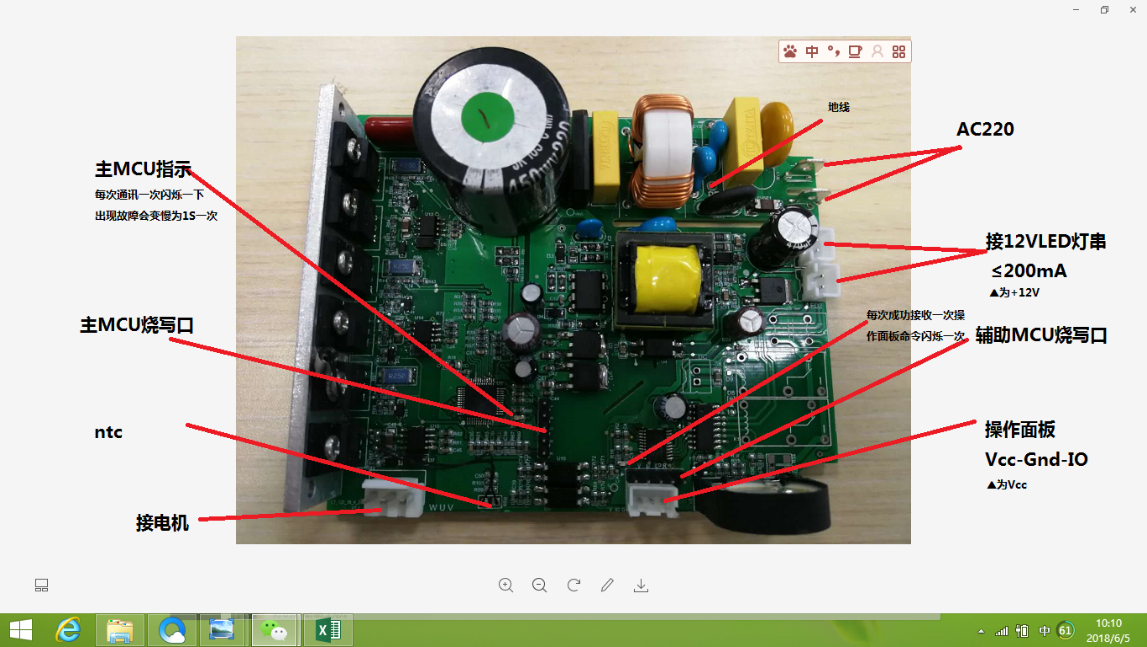 中
地线
AC220
主MCU指示
每次通讯一次闪烁一下
出现故障会变慢为1S一次
接12VLED灯串
≤200mA
▲为+12V
每次成功接收一次操
作面板命令闪烁一次
主MCU烧写口
辅助MCU烧写口
ntc
操作面板
Vcc-Gnd-IO
▲为Vcc
接电机
W U V
中
61
10:10
2018/6/5